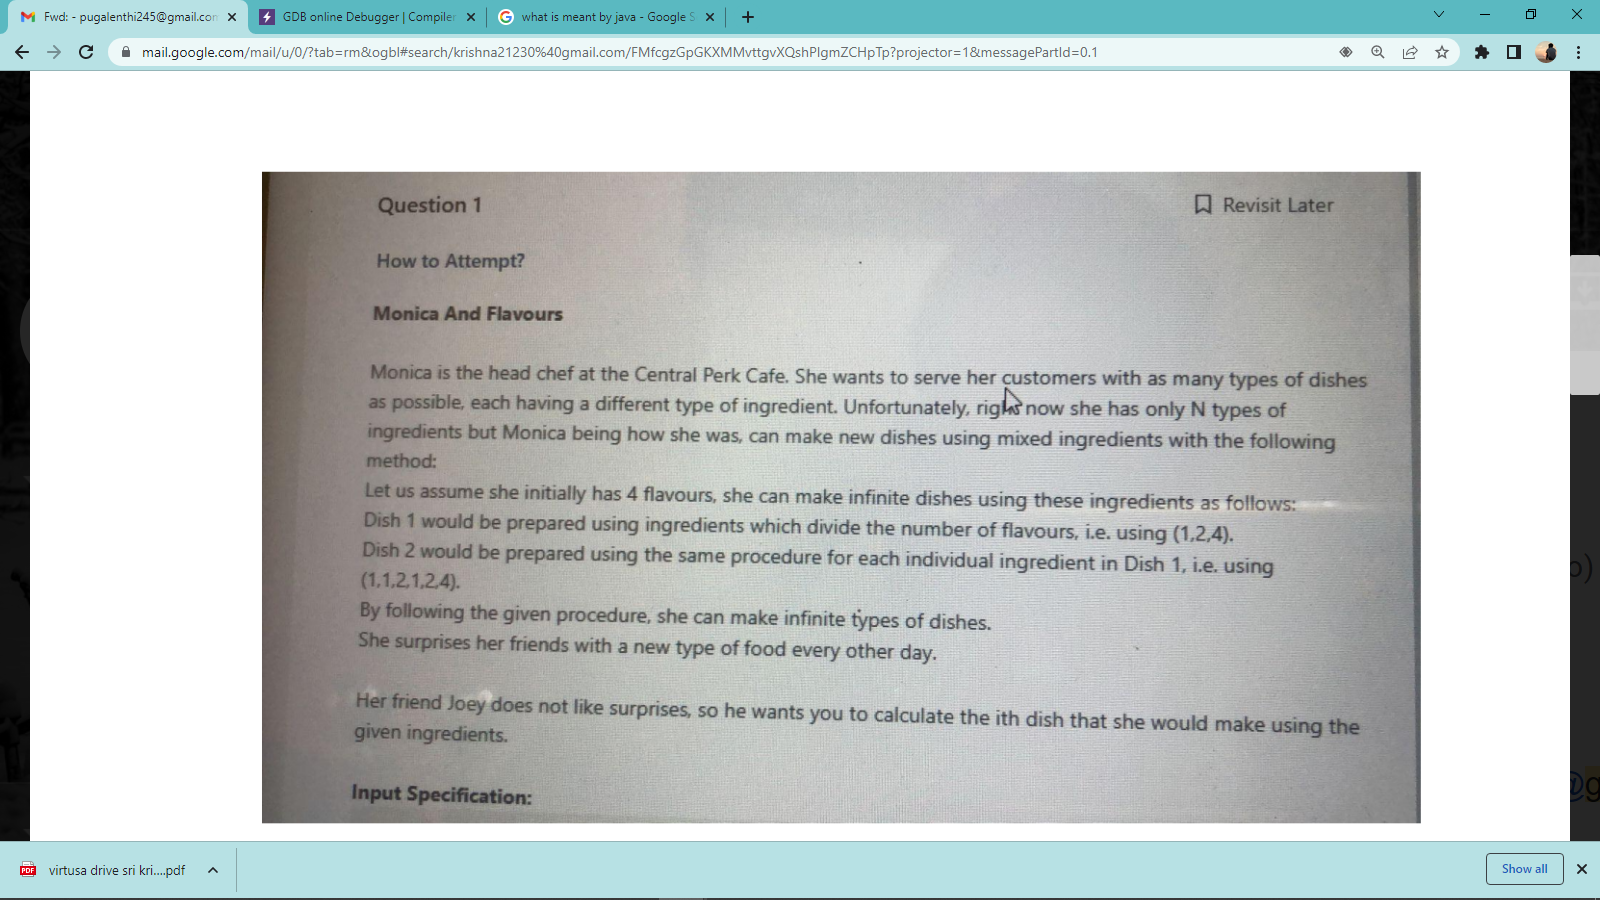 Fwd: - pugalenthi245@gmail.com
GDB online Debugger | Compiler
what is meant by java - Google S
mail.google.com/mail/u/0/?tab=rm&ogbl#search/krishna21230%40gmail.com/FMfcgzGpGKXMMvttgvXQshPlgmZCHpTp?projector=1&messagePartId=0.1
Question 1
Revisit Later
How to Attempt?
Monica And Flavours
Monica is the head chef at the Central Perk Cafe. She wants to serve her customers with as many types of dishes
as possible, each having a different type of ingredient. Unfortunately, right now she has only N types of
ingredients but Monica being how she was, can make new dishes using mixed ingredients with the following
method:
Let us assume she initially has 4 flavours, she can make infinite dishes using these ingredients as follows:
Dish 1 would be prepared using ingredients which divide the number of flavours, i.e. using (1,2,4).
Dish 2 would be prepared using the same procedure for each individual ingredient in Dish 1, i.e. using
(1,1,2,1,2,4).
By following the given procedure, she can make infinite types of dishes.
She surprises her friends with a new type of food every other day.
Her friend Joey does not like surprises, so he wants you to calculate the ith dish that she would make using the
given ingredients.
Input Specification:
o)
@g
virtusa drive sri kri....pdf
Show all